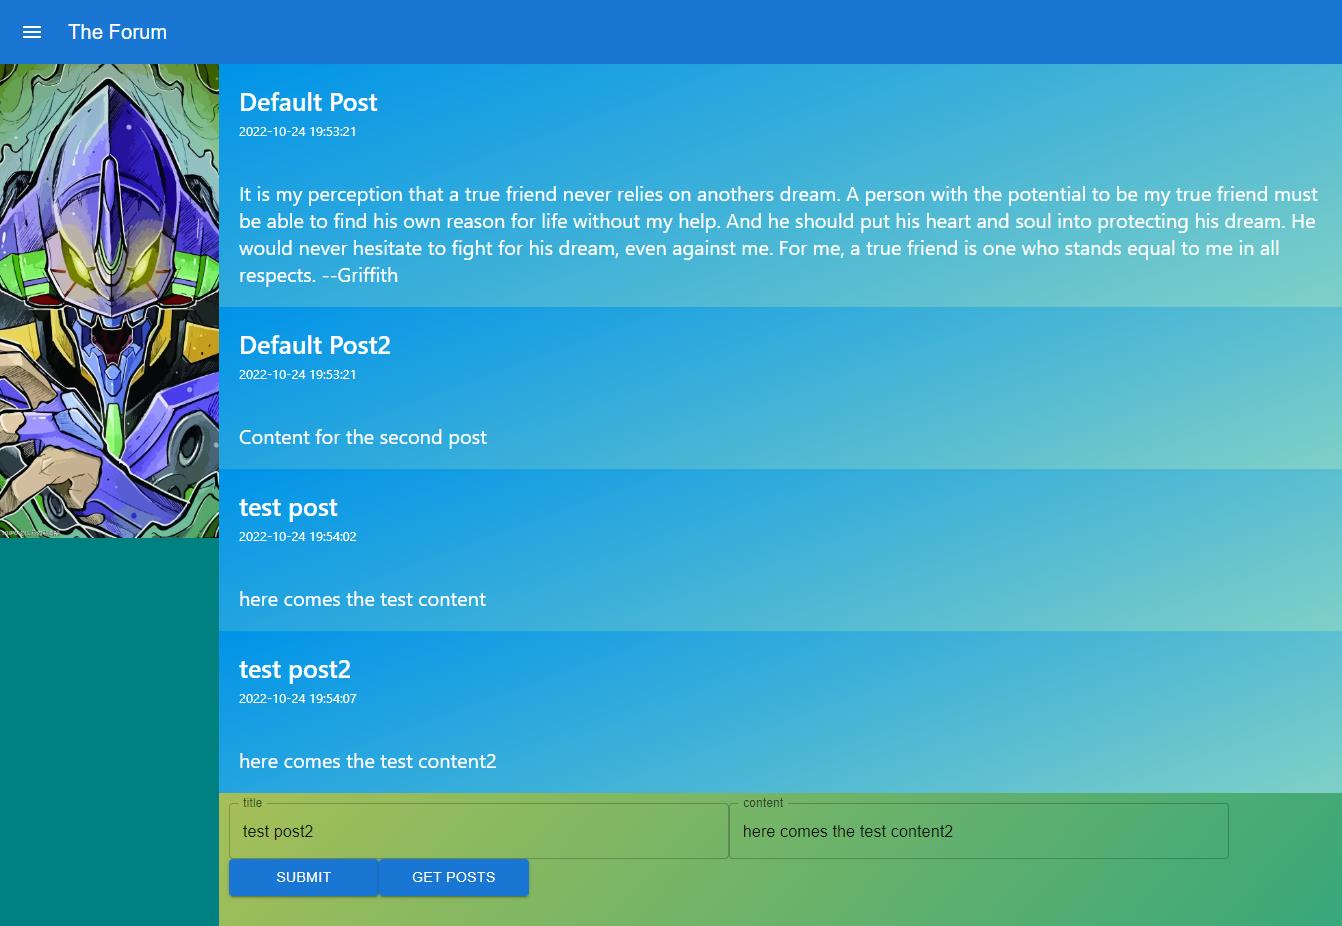 The Forum
Default Post
2022-10-24 19:53:21
It is my perception that a true friend never relies on anothers dream. A person with the potential to be my true friend must
be able to find his own reason for life without my help. And he should put his heart and soul into protecting his dream. He
would never hesitate to fight for his dream, even against me. For me, a true friend is one who stands equal to me in all
respects. --Griffith
Default Post2
2022-10-24 19:53:21
Content for the second post
test post
2022-10-24 19:54:02
here comes the test content
test post2
2022-10-24 19:54:07
here comes the test content2
title
test post2
content
here comes the test content2
SUBMIT
GET POSTS